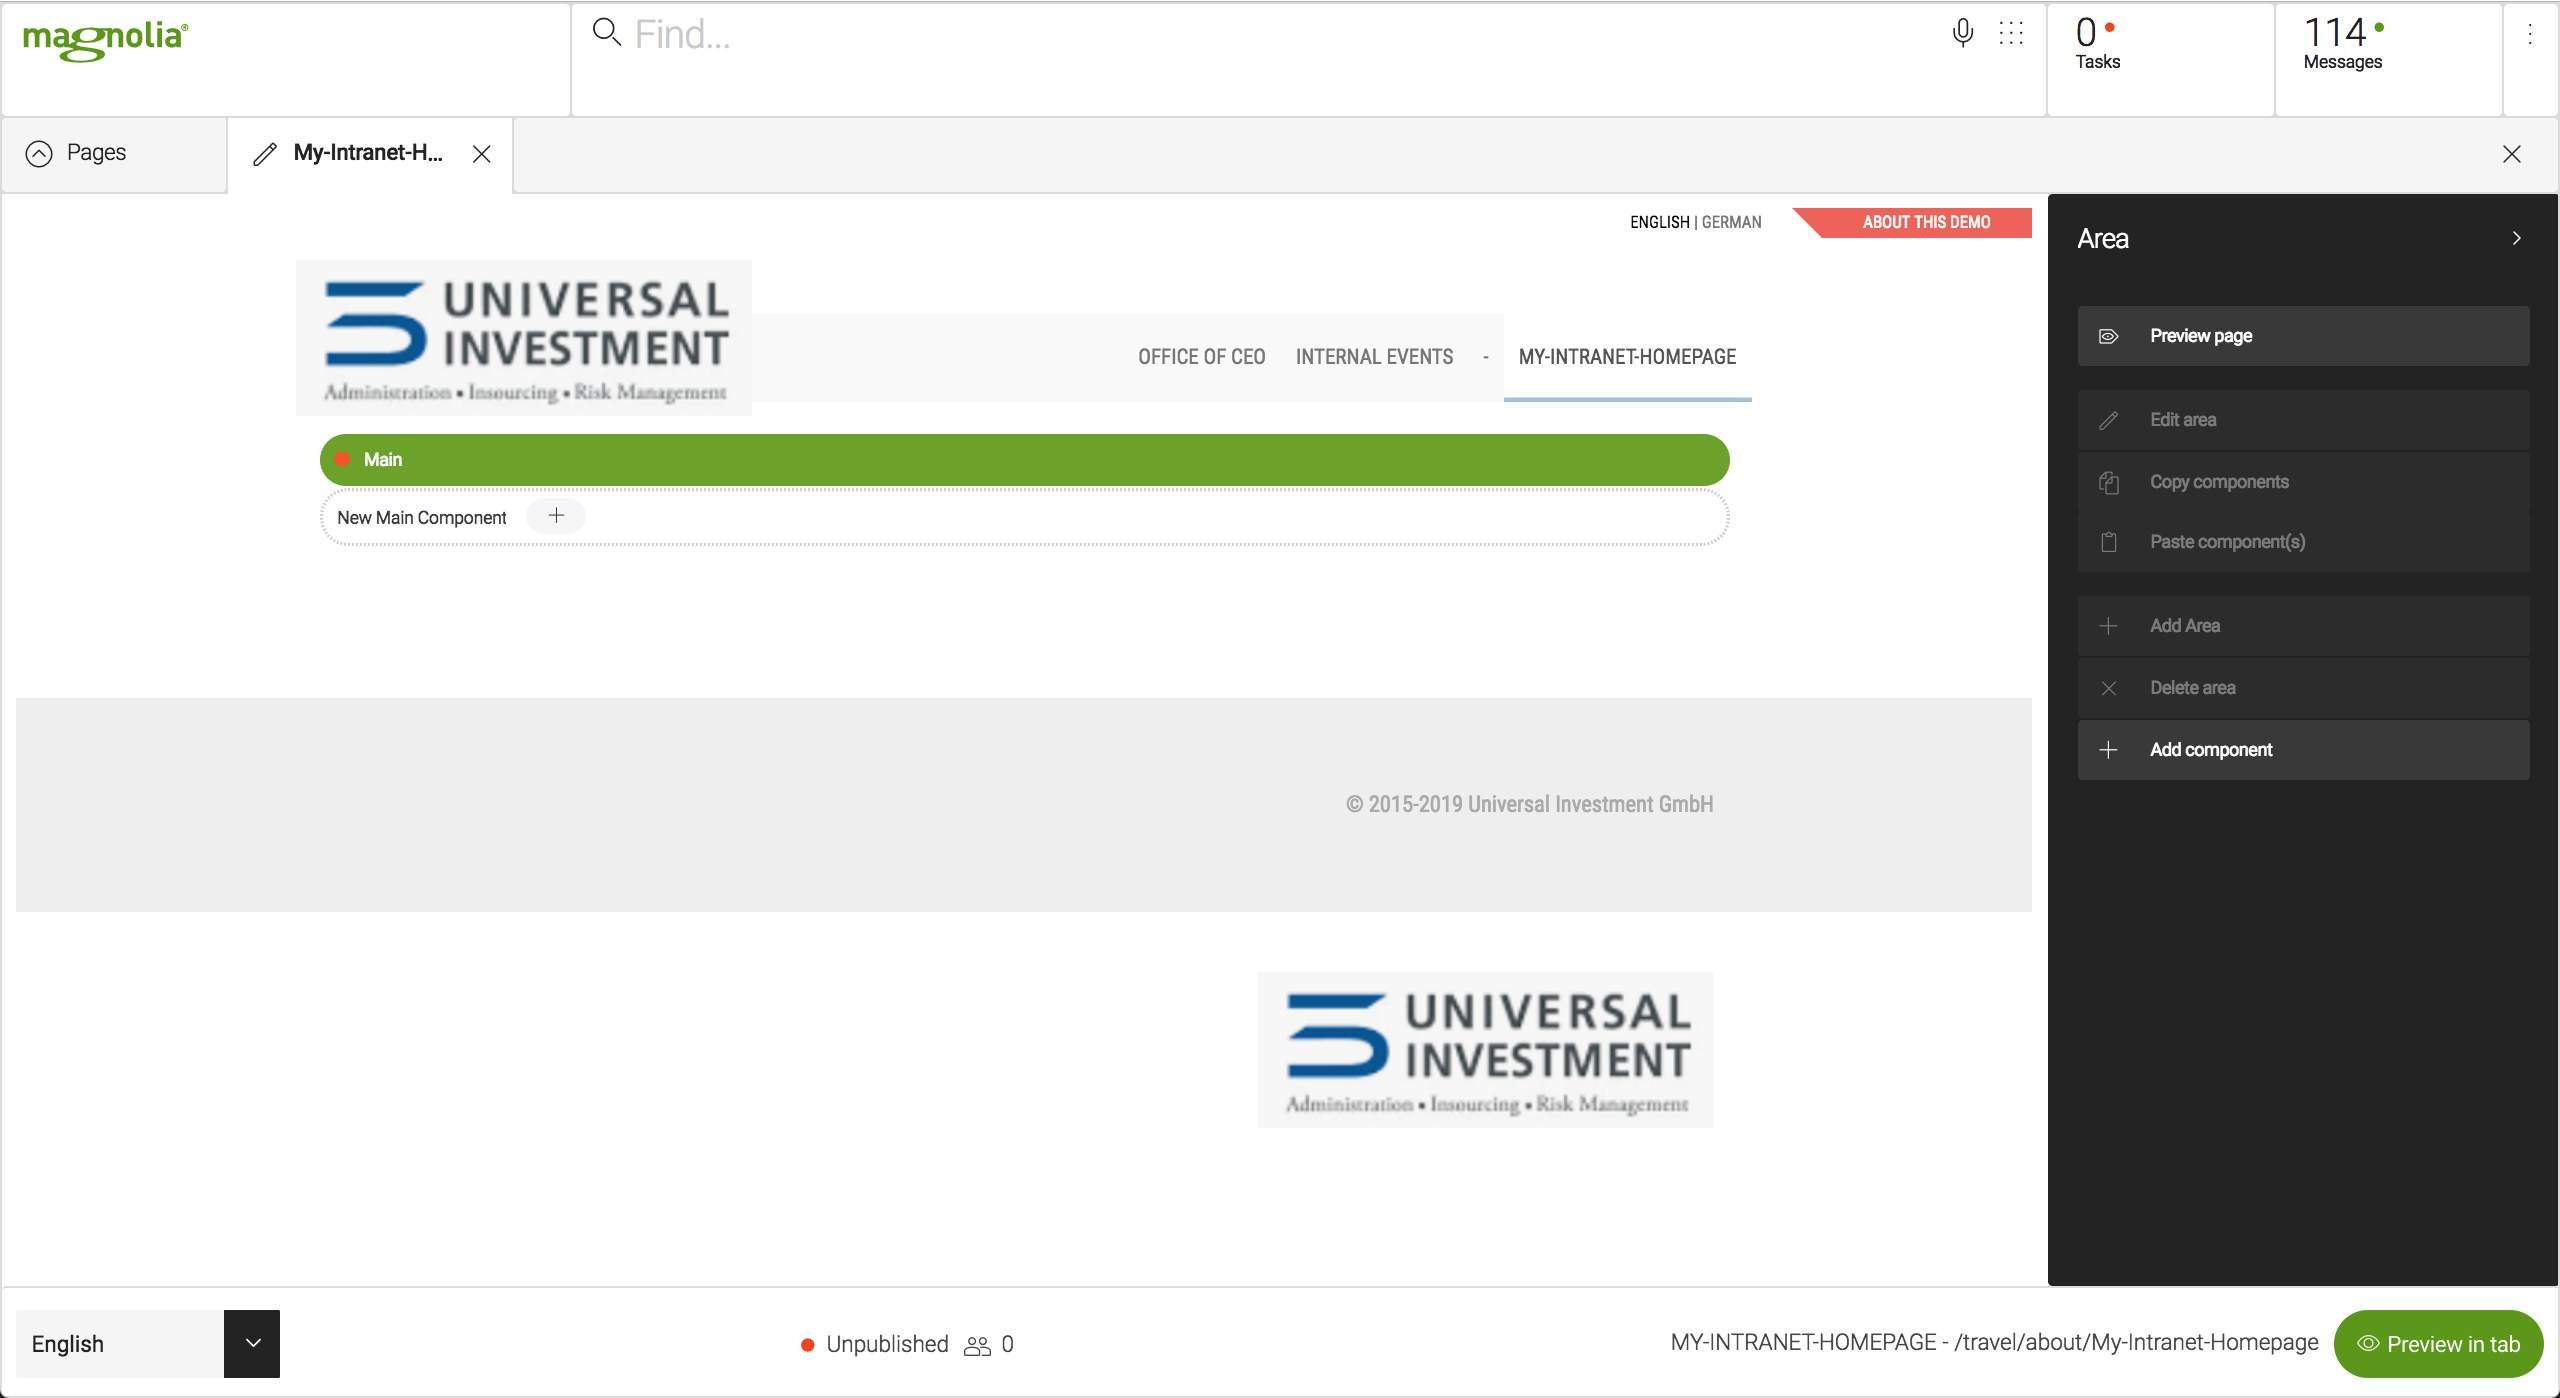 magnolia®
Find...
0
Tasks
114
Messages
Pages
My-Intranet-H...
ENGLISH | GERMAN
ABOUT THIS DEMO
UNIVERSAL
INVESTMENT
Administration ▪ Insourcing ▪ Risk Management
OFFICE OF CEO
INTERNAL EVENTS
-
MY-INTRANET-HOMEPAGE
Main
New Main Component
© 2015-2019 Universal Investment GmbH
UNIVERSAL
INVESTMENT
Administration ▪ Insourcing ▪ Risk Management
Area
Preview page
Edit area
Copy components
Paste component(s)
Add Area
Delete area
Add component
English
Unpublished 0
MY-INTRANET-HOMEPAGE - /travel/about/My-Intranet-Homepage
Preview in tab